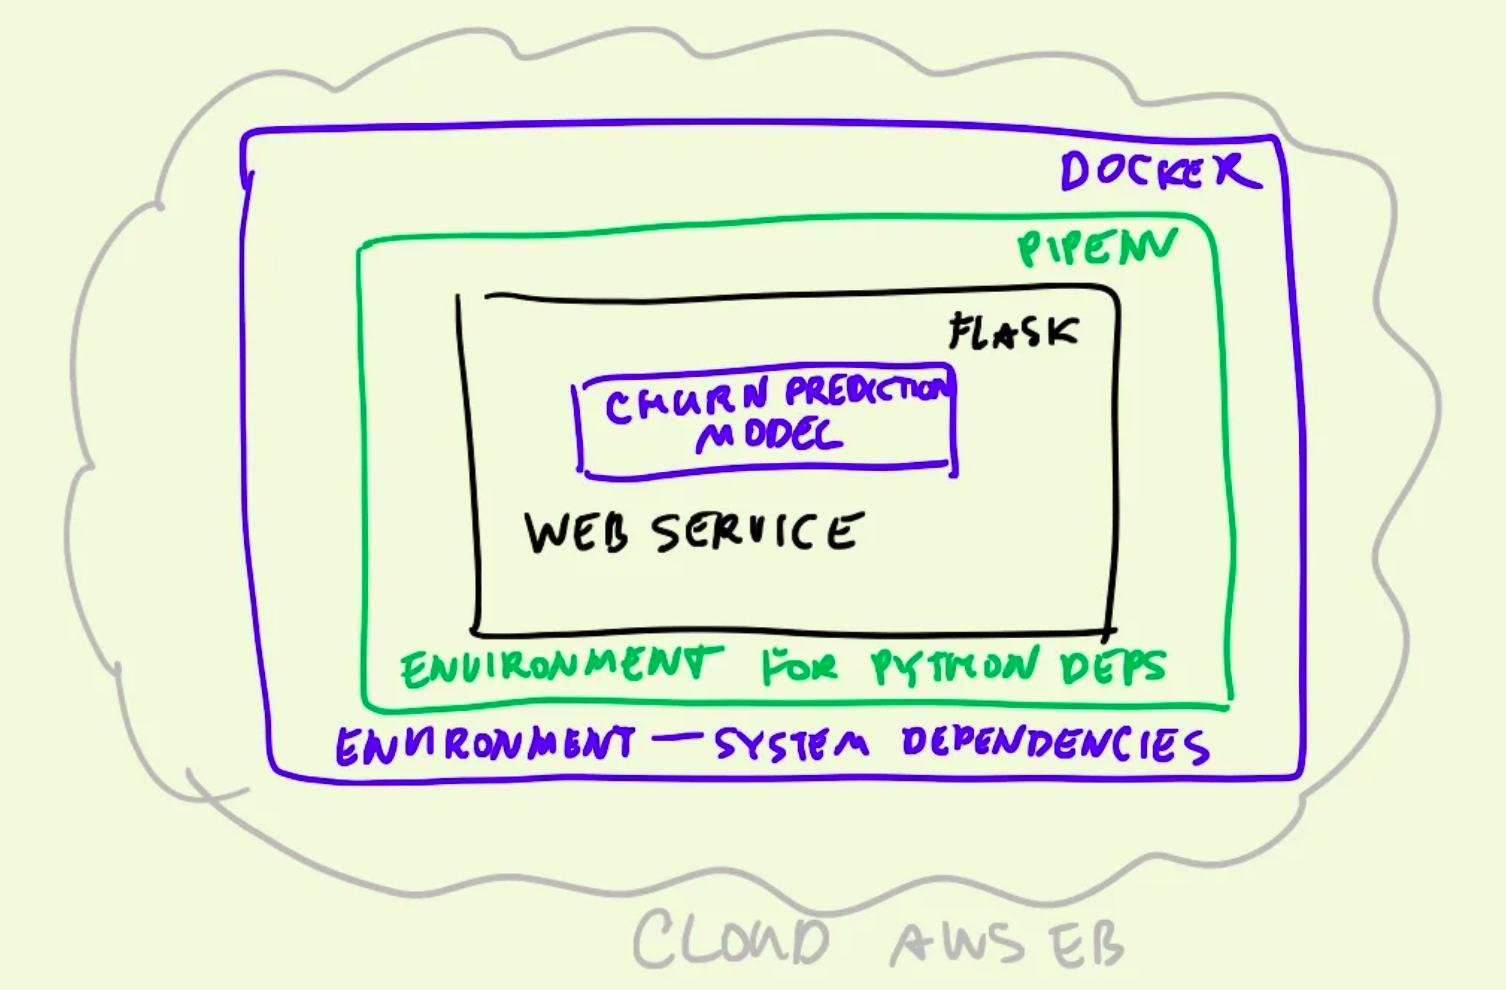 DOCKER
PIPENV
FLASK
CHURN PREDICTION
MODEL
WEB SERVICE
ENVIRONMENT FOR PYTHON DEPS
ENVIRONMENT — SYSTEM DEPENDENCIES
CLOUD AWS EB